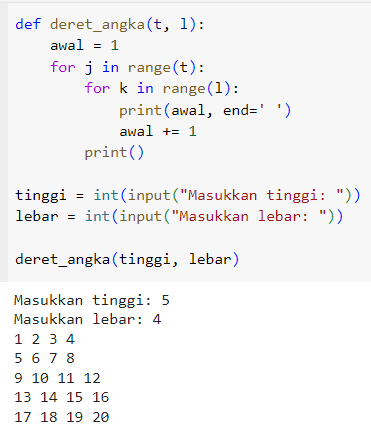 def deret_angka(t, l):
    awal = 1
    for j in range(t):
        for k in range(l):
            print(awal, end=' ')
            awal += 1
        print()

tinggi = int(input("Masukkan tinggi: "))
lebar = int(input("Masukkan lebar: "))

deret_angka(tinggi, lebar)

Masukkan tinggi: 5
Masukkan lebar: 4
1 2 3 4
5 6 7 8
9 10 11 12
13 14 15 16
17 18 19 20